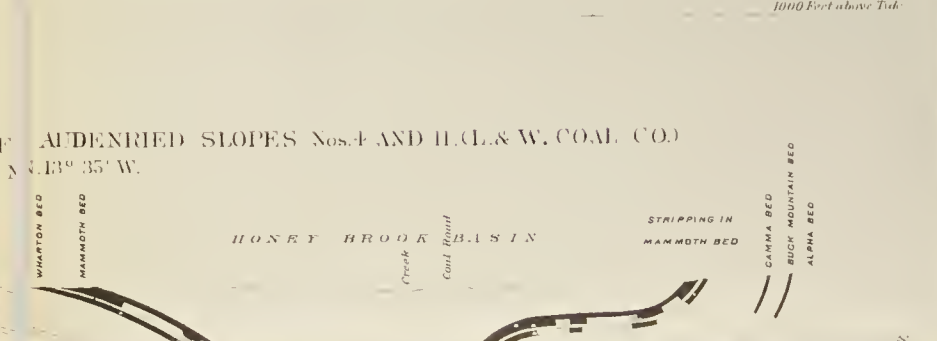 1000 Feet above Tide
AUDENRIED SLOPES Nos. 4 AND 11. (L. & W. COAL CO.)
N. 13° 35' W.
WHARTON BED
MAMMOTH BED
HONEY BROOK BASIN
Creek
Coal Road
STRIPPING IN
MAMMOTH BED
GAMMA BED
BUCK MOUNTAIN BED
ALPHA BED